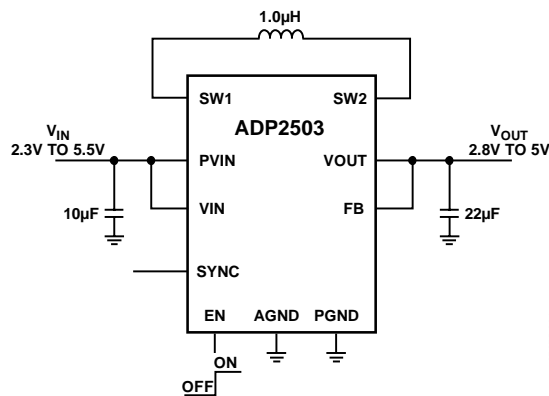 1.0µH
SW1
SW2
ADP2503
VIN
2.3V TO 5.5V
PVIN
VOUT
VOUT
2.8V TO 5V
10µF
VIN
FB
22µF
SYNC
EN
AGND
PGND
ON
OFF